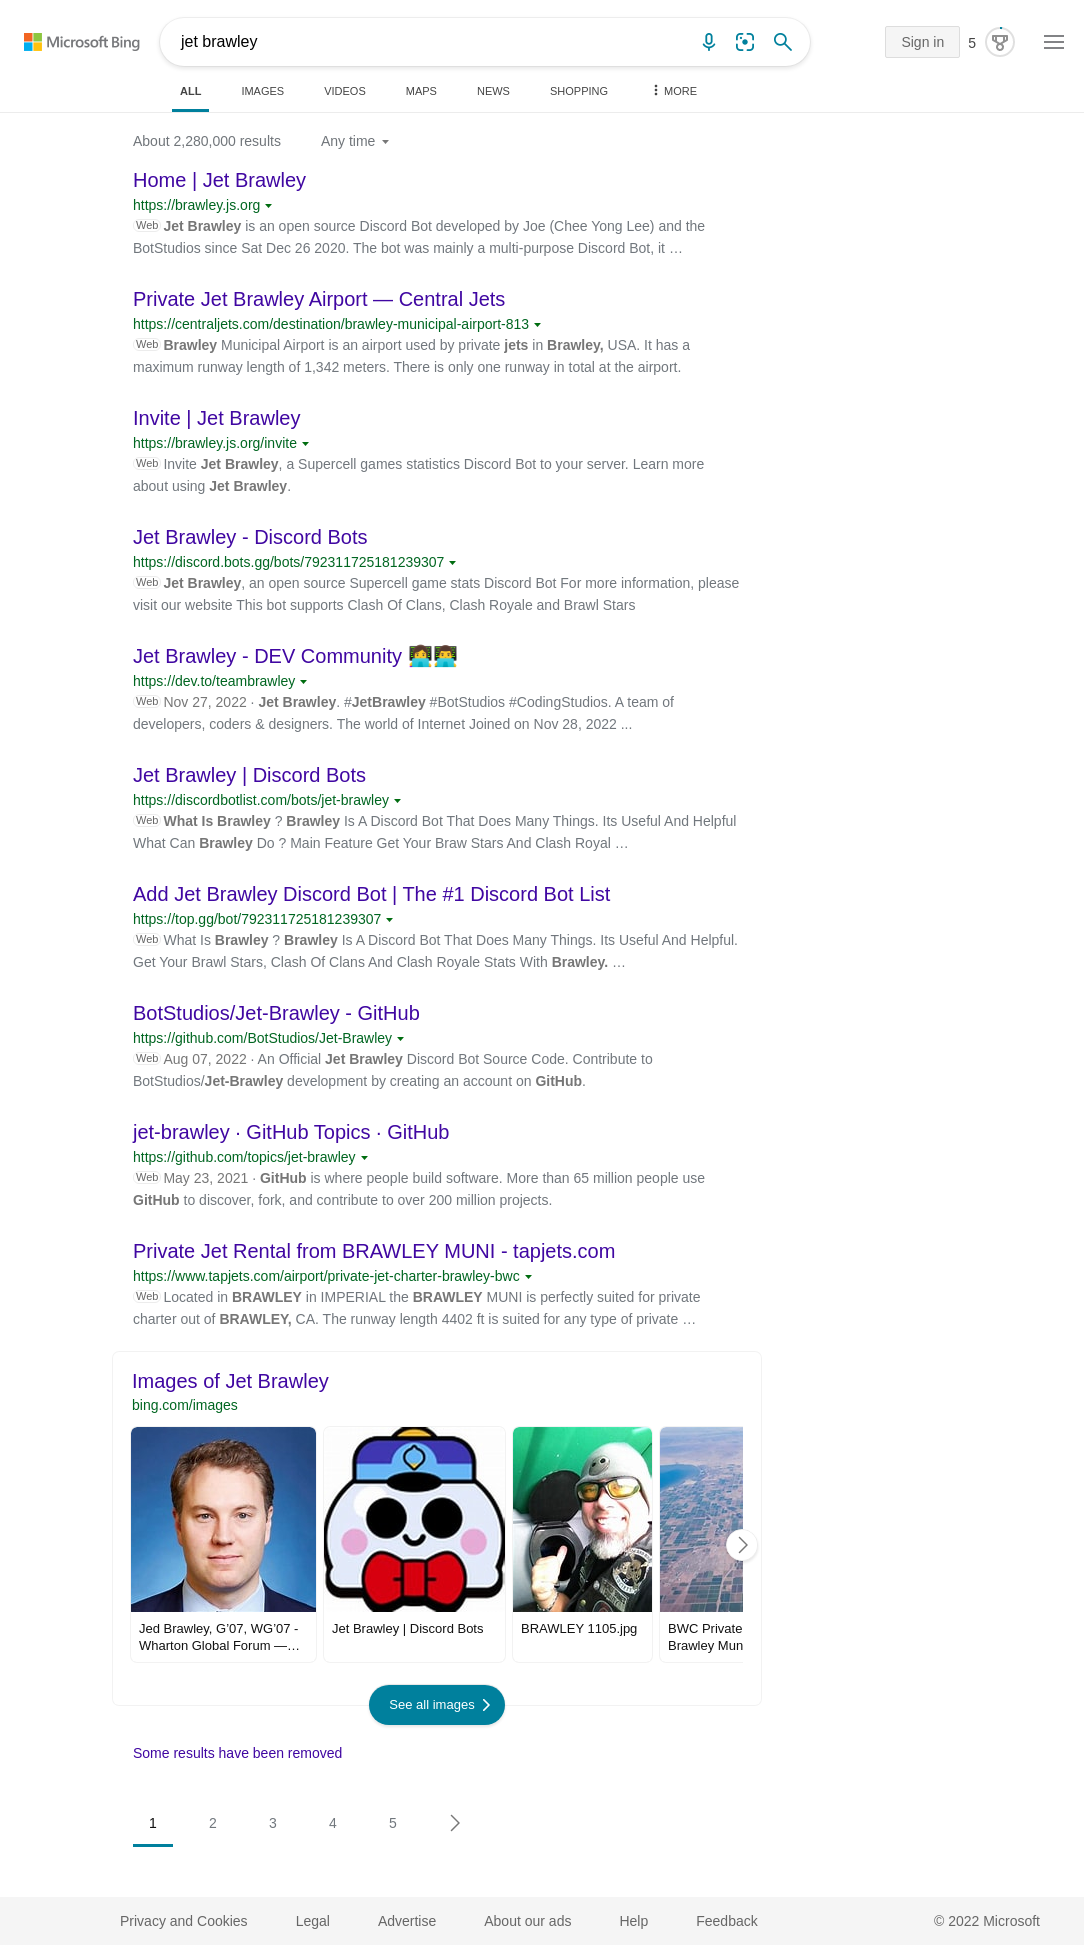 Microsoft Bing
jet brawley
Sign in
5
ALL IMAGES VIDEOS MAPS NEWS SHOPPING MORE
About 2,280,000 results Any time
Home | Jet Brawley
https://brawley.js.org
Web Jet Brawley is an open source Discord Bot developed by Joe (Chee Yong Lee) and the
BotStudios since Sat Dec 26 2020. The bot was mainly a multi-purpose Discord Bot, it …
Private Jet Brawley Airport — Central Jets
https://centraljets.com/destination/brawley-municipal-airport-813
Web Brawley Municipal Airport is an airport used by private jets in Brawley, USA. It has a
maximum runway length of 1,342 meters. There is only one runway in total at the airport.
Invite | Jet Brawley
https://brawley.js.org/invite
Web Invite Jet Brawley, a Supercell games statistics Discord Bot to your server. Learn more
about using Jet Brawley.
Jet Brawley - Discord Bots
https://discord.bots.gg/bots/792311725181239307
Web Jet Brawley, an open source Supercell game stats Discord Bot For more information, please
visit our website This bot supports Clash Of Clans, Clash Royale and Brawl Stars
Jet Brawley - DEV Community 👩‍💻👨‍💻
https://dev.to/teambrawley
Web Nov 27, 2022 · Jet Brawley. #JetBrawley #BotStudios #CodingStudios. A team of
developers, coders & designers. The world of Internet Joined on Nov 28, 2022 ...
Jet Brawley | Discord Bots
https://discordbotlist.com/bots/jet-brawley
Web What Is Brawley ? Brawley Is A Discord Bot That Does Many Things. Its Useful And Helpful
What Can Brawley Do ? Main Feature Get Your Braw Stars And Clash Royal …
Add Jet Brawley Discord Bot | The #1 Discord Bot List
https://top.gg/bot/792311725181239307
Web What Is Brawley ? Brawley Is A Discord Bot That Does Many Things. Its Useful And Helpful.
Get Your Brawl Stars, Clash Of Clans And Clash Royale Stats With Brawley. …
BotStudios/Jet-Brawley - GitHub
https://github.com/BotStudios/Jet-Brawley
Web Aug 07, 2022 · An Official Jet Brawley Discord Bot Source Code. Contribute to
BotStudios/Jet-Brawley development by creating an account on GitHub.
jet-brawley · GitHub Topics · GitHub
https://github.com/topics/jet-brawley
Web May 23, 2021 · GitHub is where people build software. More than 65 million people use
GitHub to discover, fork, and contribute to over 200 million projects.
Private Jet Rental from BRAWLEY MUNI - tapjets.com
https://www.tapjets.com/airport/private-jet-charter-brawley-bwc
Web Located in BRAWLEY in IMPERIAL the BRAWLEY MUNI is perfectly suited for private
charter out of BRAWLEY, CA. The runway length 4402 ft is suited for any type of private …
Images of Jet Brawley
bing.com/images
Jed Brawley, G'07, WG'07 -
Wharton Global Forum —…
Jet Brawley | Discord Bots
BRAWLEY 1105.jpg
BWC Private
Brawley Mun
See all images
Some results have been removed
1 2 3 4 5
Privacy and Cookies Legal Advertise About our ads Help Feedback © 2022 Microsoft